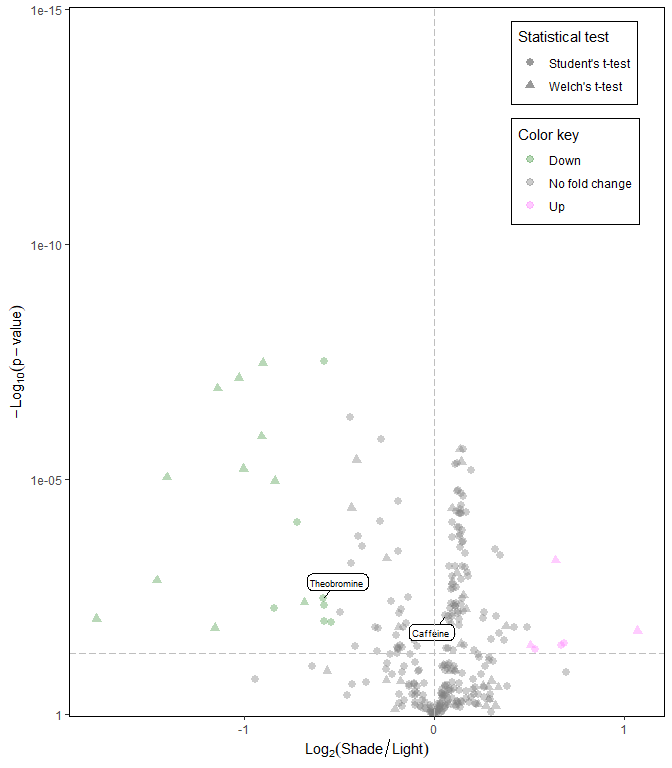 1e-15
Statistical test
Student's t-test
Welch's t-test
Color key
Down
No fold change
Up
1e-10
−Log10(p−value)
1e-05
Theobromine
Caffeine
1
-1
0
1
Log2(Shade/Light)